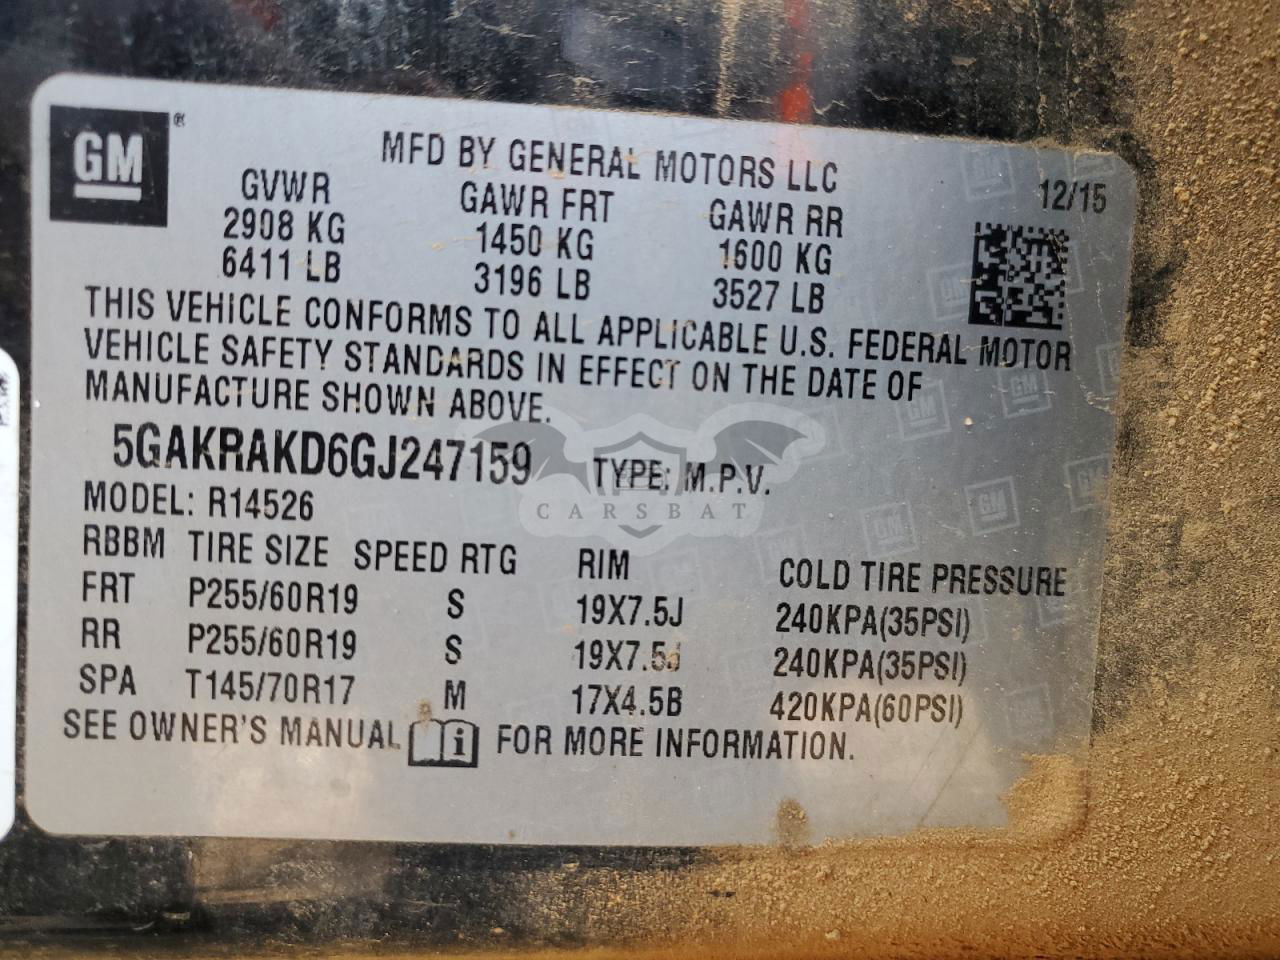 GM®
MFD BY GENERAL MOTORS LLC
12/15
GVWR GAWR FRT GAWR RR
2908 KG 1450 KG 1600 KG
6411 LB 3196 LB 3527 LB
THIS VEHICLE CONFORMS TO ALL APPLICABLE U.S. FEDERAL MOTOR
VEHICLE SAFETY STANDARDS IN EFFECT ON THE DATE OF
MANUFACTURE SHOWN ABOVE.
5GAKRAKD6GJ247159 TYPE: M.P.V.
CARSBAT
MODEL: R14526
RBBM TIRE SIZE SPEED RTG RIM COLD TIRE PRESSURE
FRT P255/60R19 S 19X7.5J 240KPA(35PSI)
RR P255/60R19 S 19X7.5J 240KPA(35PSI)
SPA T145/70R17 M 17X4.5B 420KPA(60PSI)
SEE OWNER'S MANUAL i FOR MORE INFORMATION.